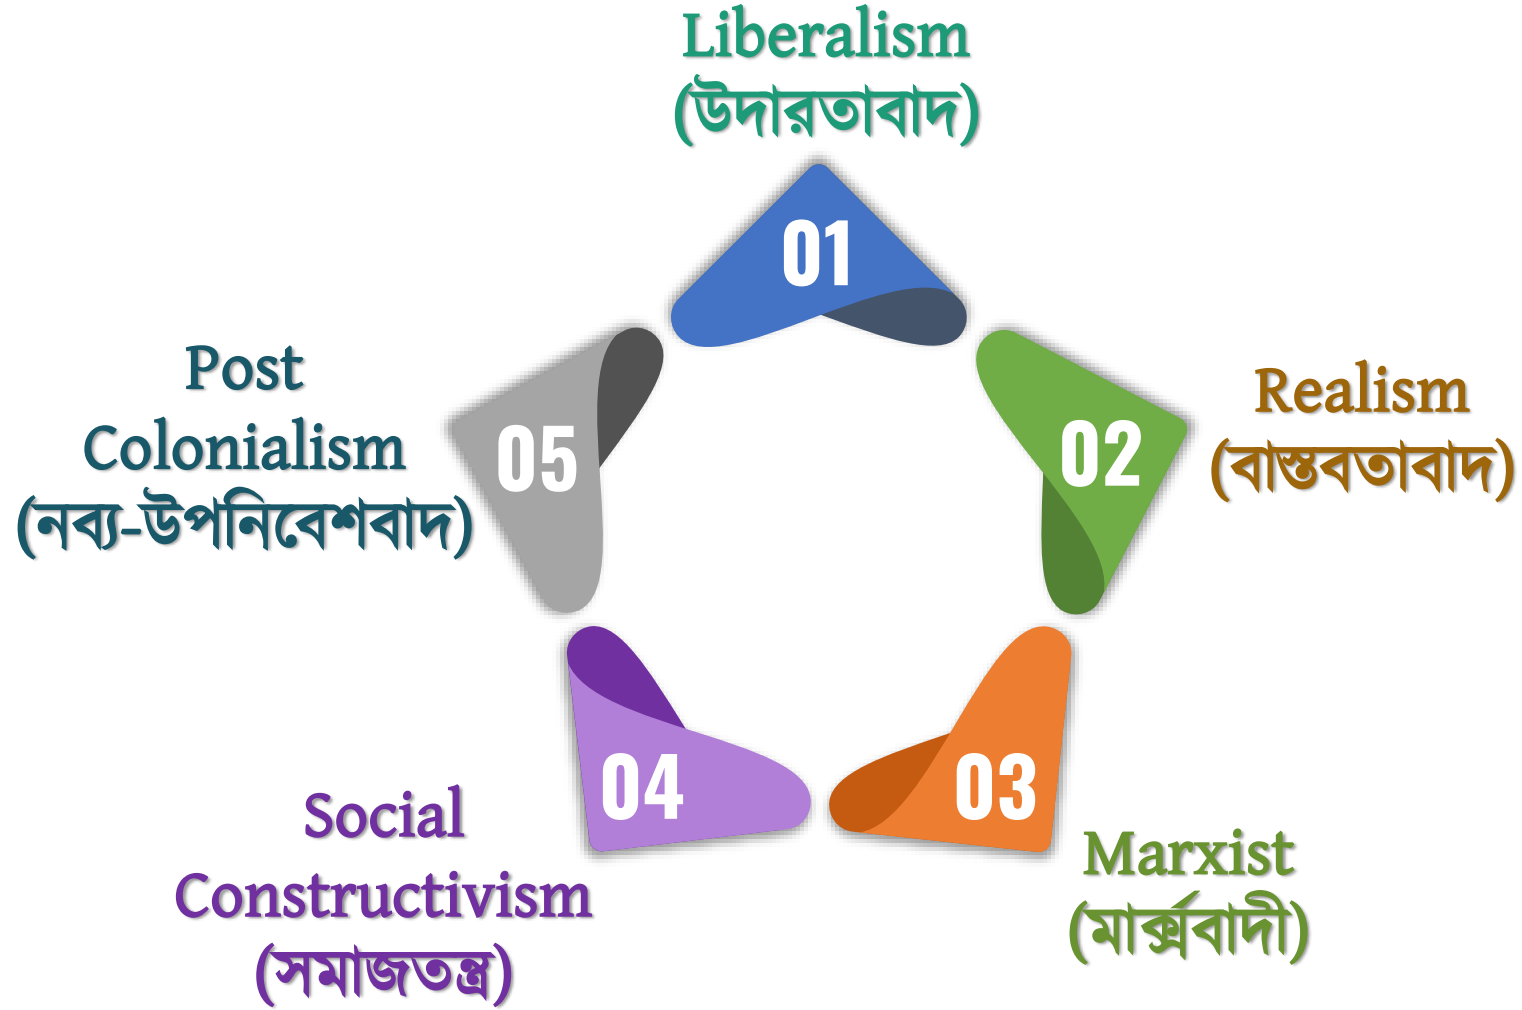 Liberalism
(উদারতাবাদ)
01
02
Realism
(বাস্তবতাবাদ)
03
Marxist
(মার্ক্সবাদী)
04
Social
Constructivism
(সমাজতন্ত্র)
05
Post
Colonialism
(নব্য-উপনিবেশবাদ)